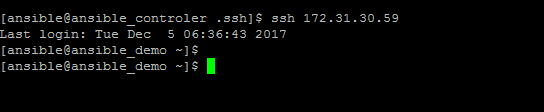 [ansible@ansible_controler .ssh]$ ssh 172.31.30.59
Last login: Tue Dec  5 06:36:43 2017
[ansible@ansible_demo ~]$
[ansible@ansible_demo ~]$